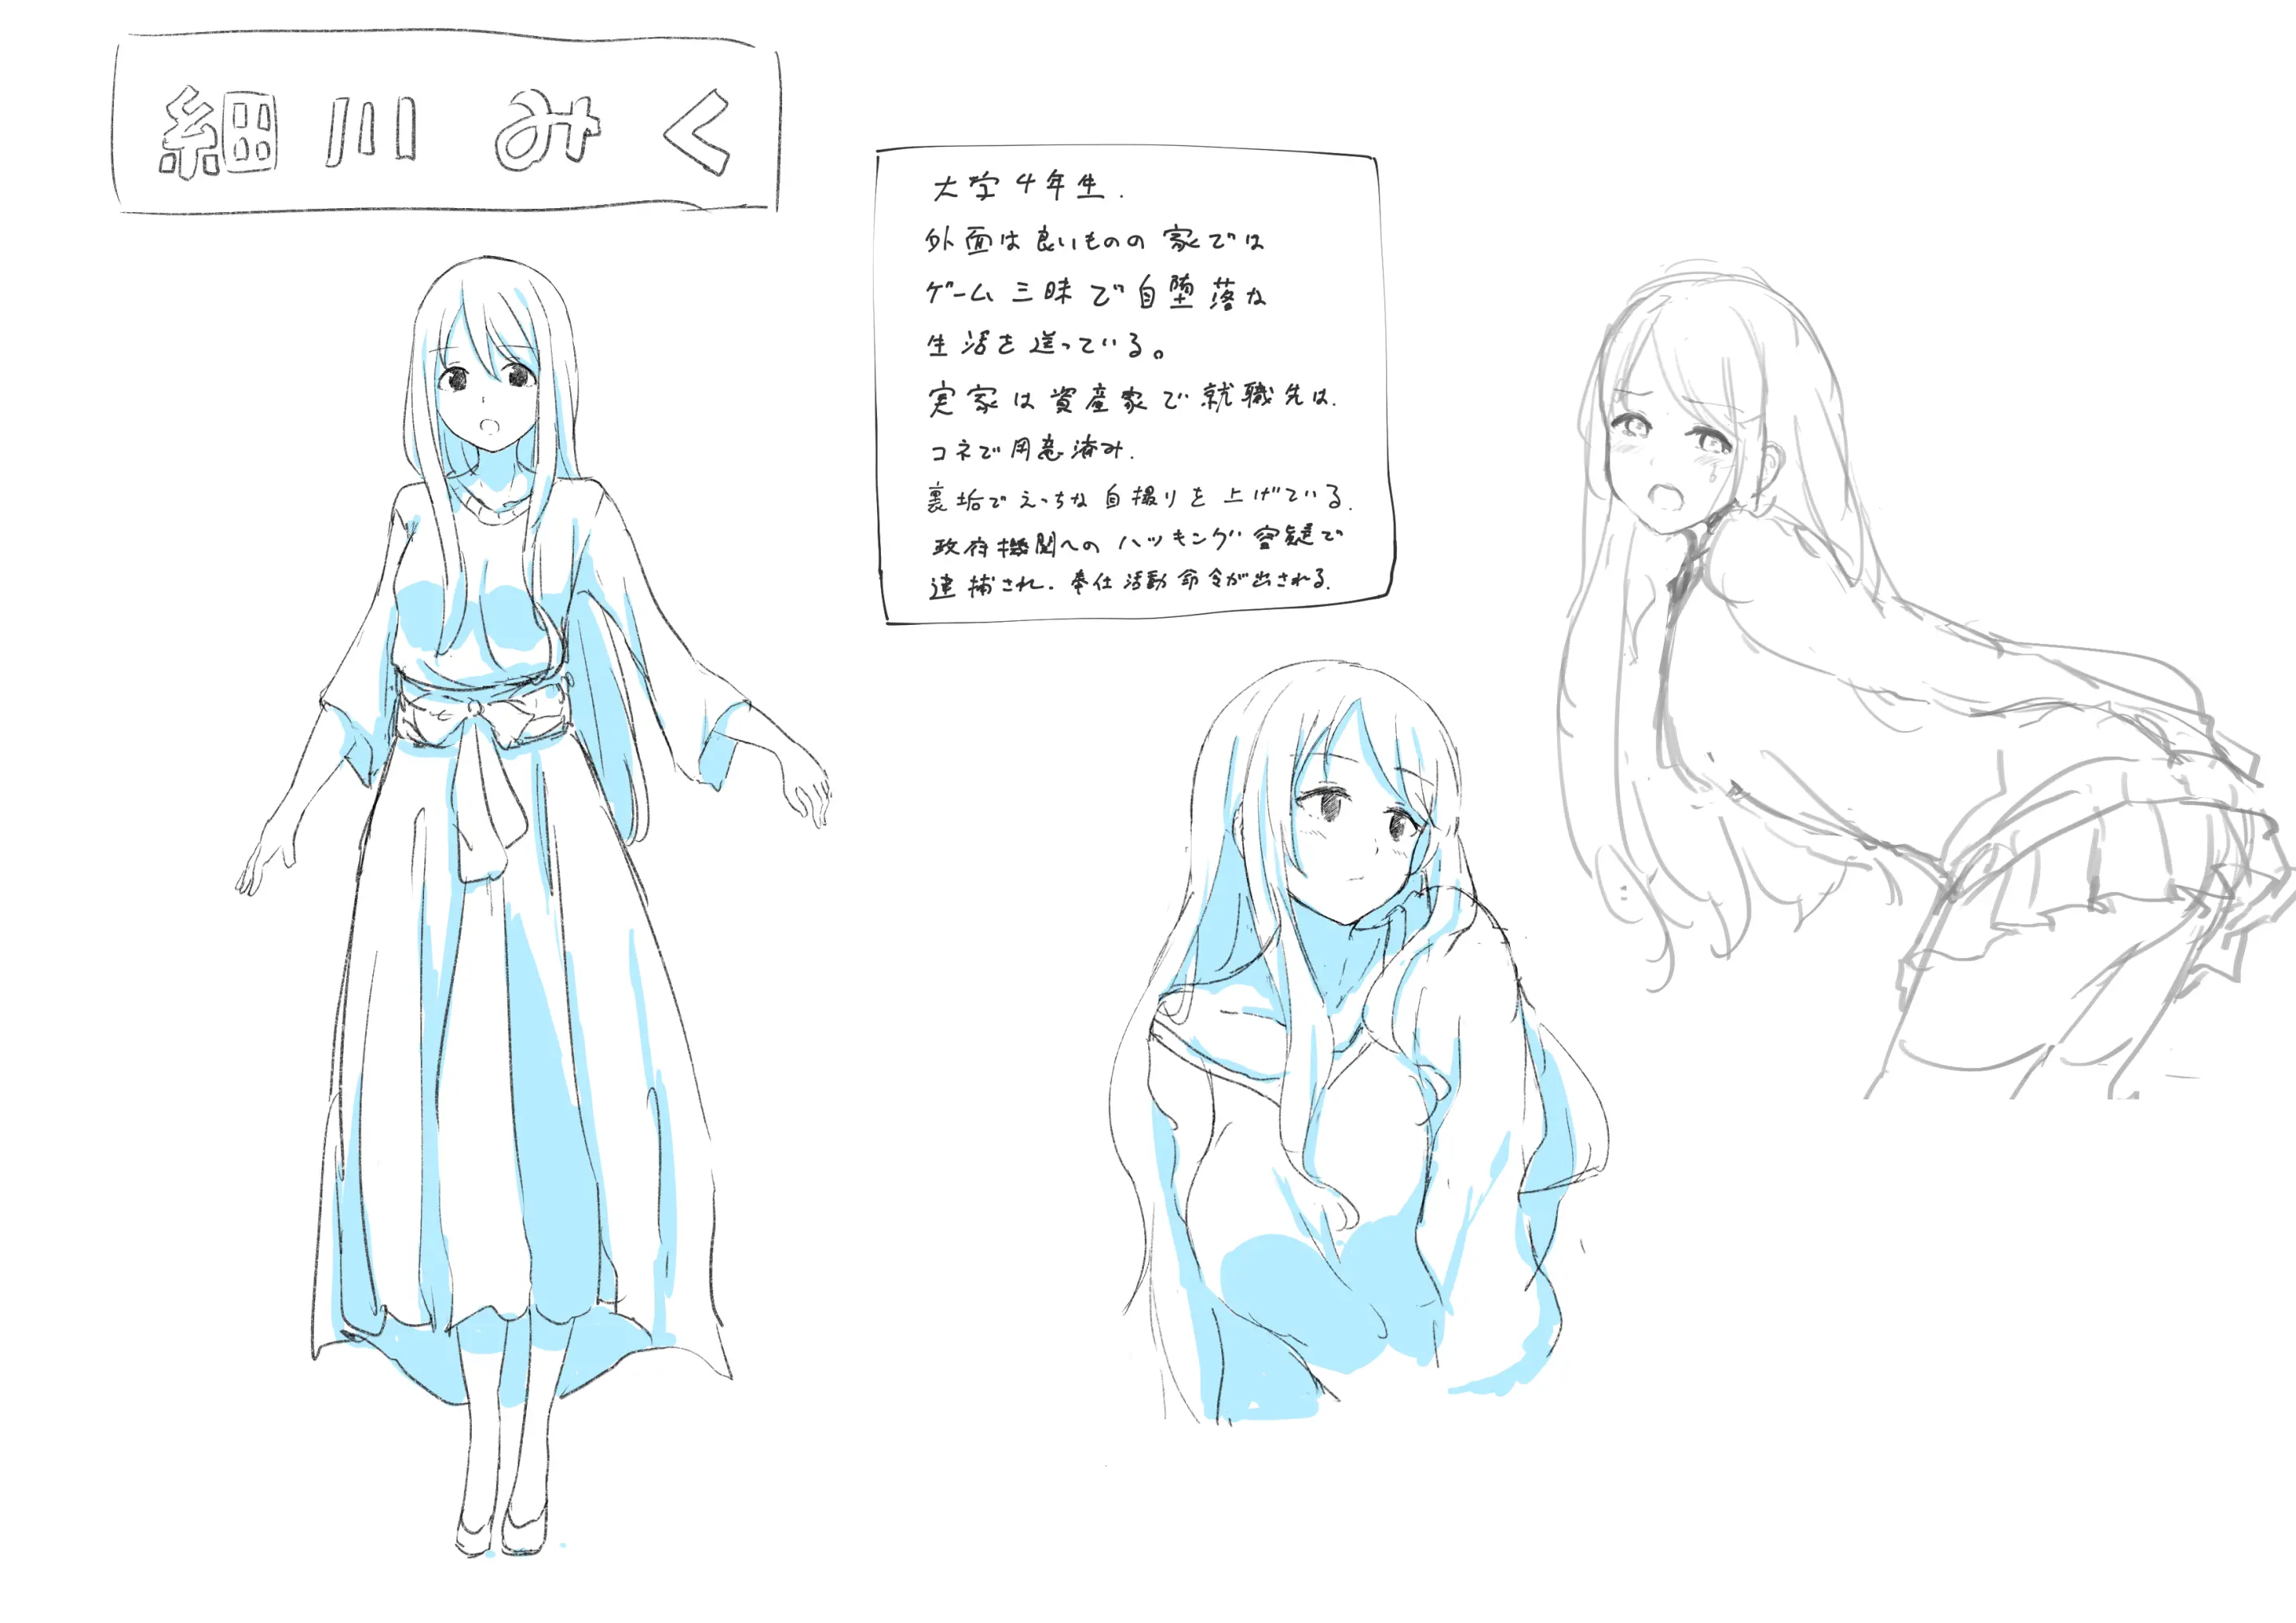 細川みく
大学4年生.
外面は良いものの家では
ゲーム三昧で自堕落な
生活を送っている。
実家は資産家で就職先は.
コネで用意済み.
裏垢でえっちな自撮りを上げている.
政府機関へのハッキング容疑で
逮捕され.奉仕活動命令が出される.